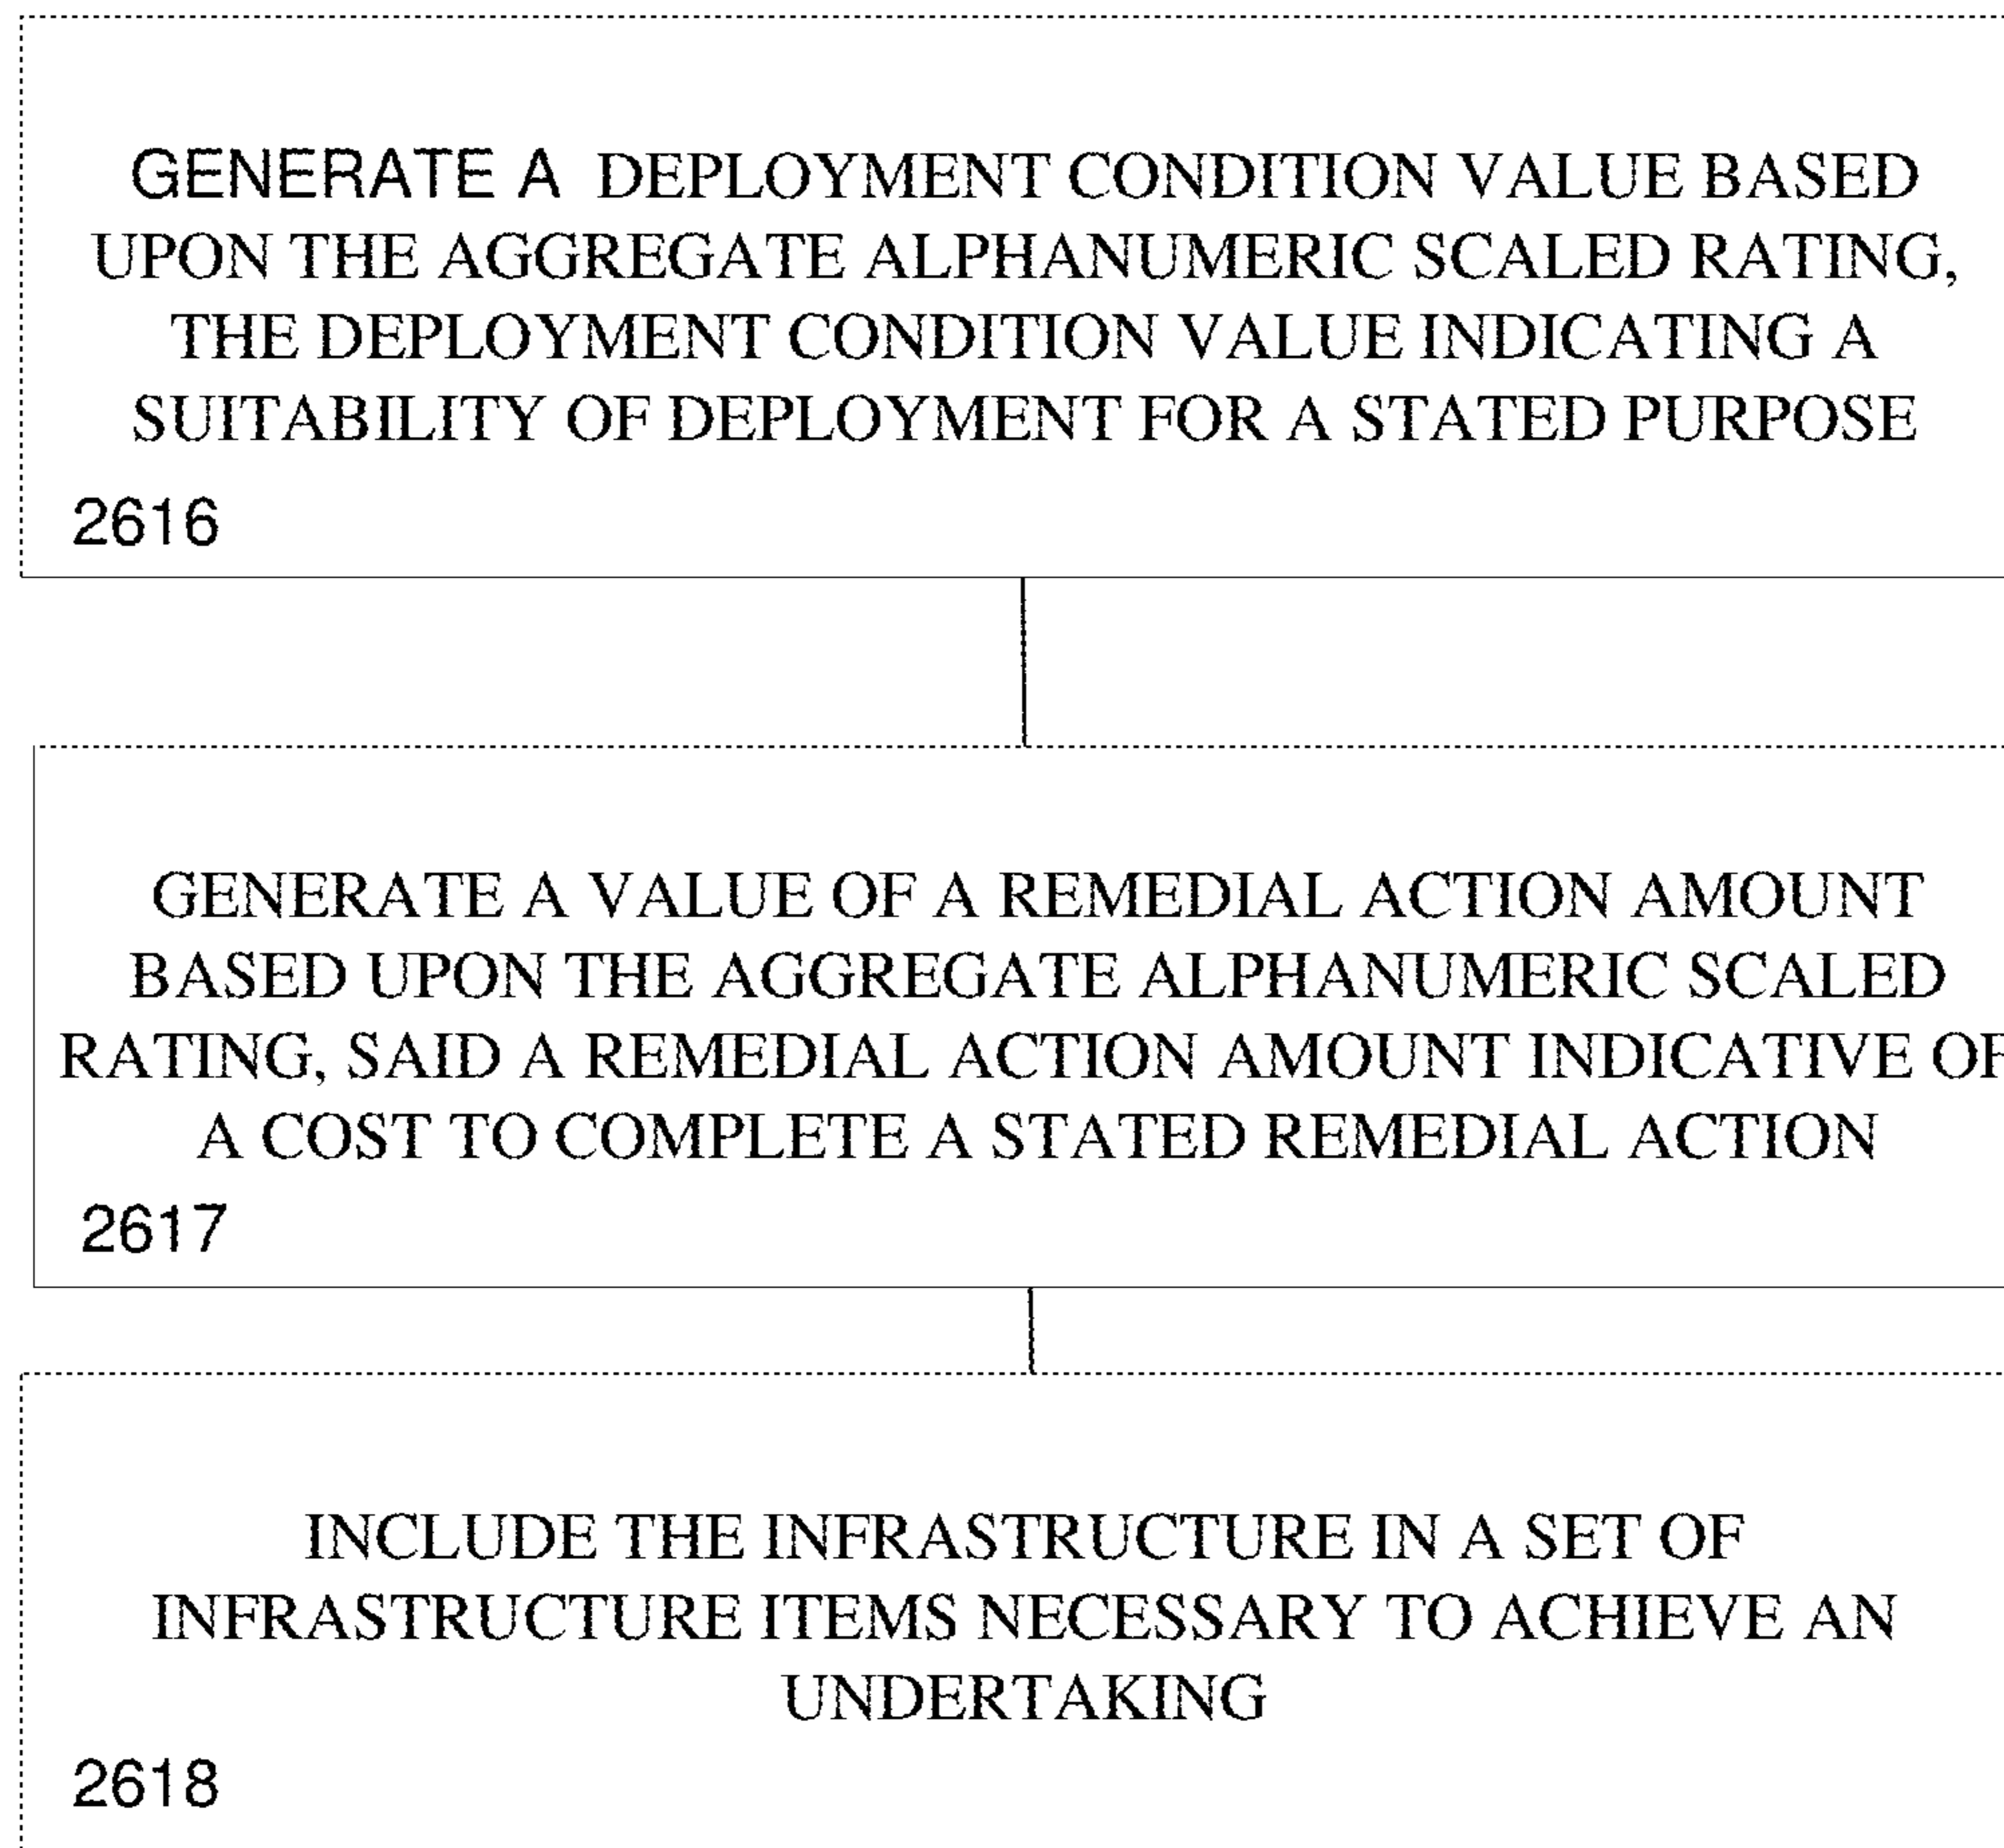 GENERATE A DEPLOYMENT CONDITION VALUE BASED
UPON THE AGGREGATE ALPHANUMERIC SCALED RATING,
THE DEPLOYMENT CONDITION VALUE INDICATING A
SUITABILITY OF DEPLOYMENT FOR A STATED PURPOSE
2616
GENERATE A VALUE OF A REMEDIAL ACTION AMOUNT
BASED UPON THE AGGREGATE ALPHANUMERIC SCALED
RATING, SAID A REMEDIAL ACTION AMOUNT INDICATIVE OF
A COST TO COMPLETE A STATED REMEDIAL ACTION
2617
INCLUDE THE INFRASTRUCTURE IN A SET OF
INFRASTRUCTURE ITEMS NECESSARY TO ACHIEVE AN
UNDERTAKING
2618